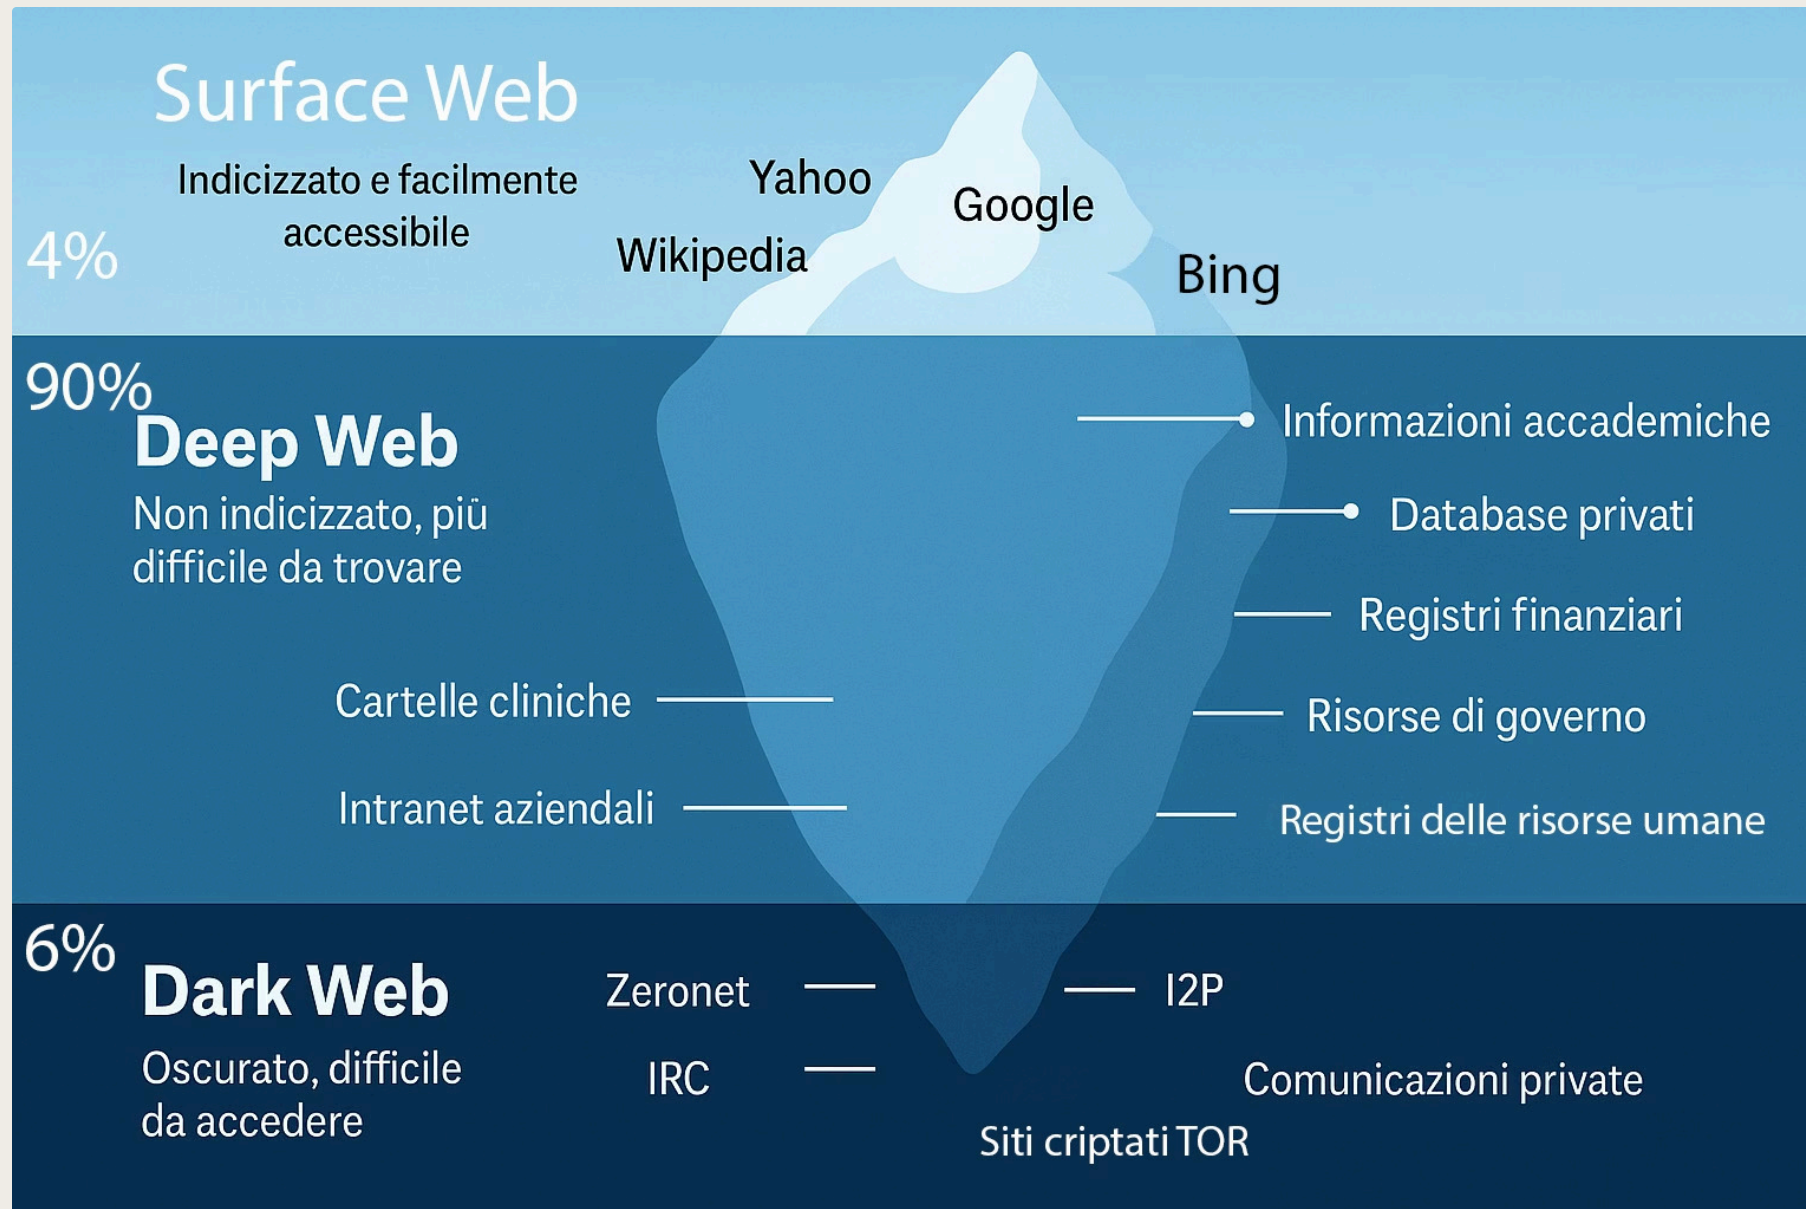 Surface Web
Indicizzato e facilmente
accessibile
4%
Yahoo
Google
Wikipedia
Bing
90%
Deep Web
Non indicizzato, più
difficile da trovare
Informazioni accademiche
Database privati
Registri finanziari
Cartelle cliniche
Risorse di governo
Intranet aziendali
Registri delle risorse umane
6%
Dark Web
Oscurato, difficile
da accedere
Zeronet
I2P
IRC
Comunicazioni private
Siti criptati TOR